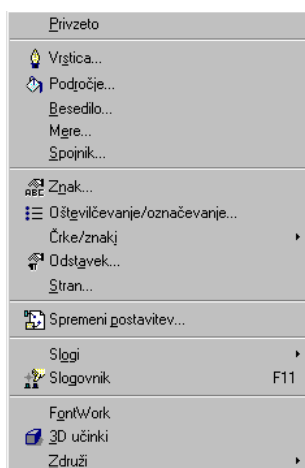 Privzeto
Vrstica...
Področje...
Besedilo...
Mere...
Spojnik...
Znak...
Oštevilčevanje/označevanje...
Črke/znaki
Odstavek...
Stran...
Spremeni postavitev...
Slogi
Slogovnik F11
FontWork
3D učinki
Združi